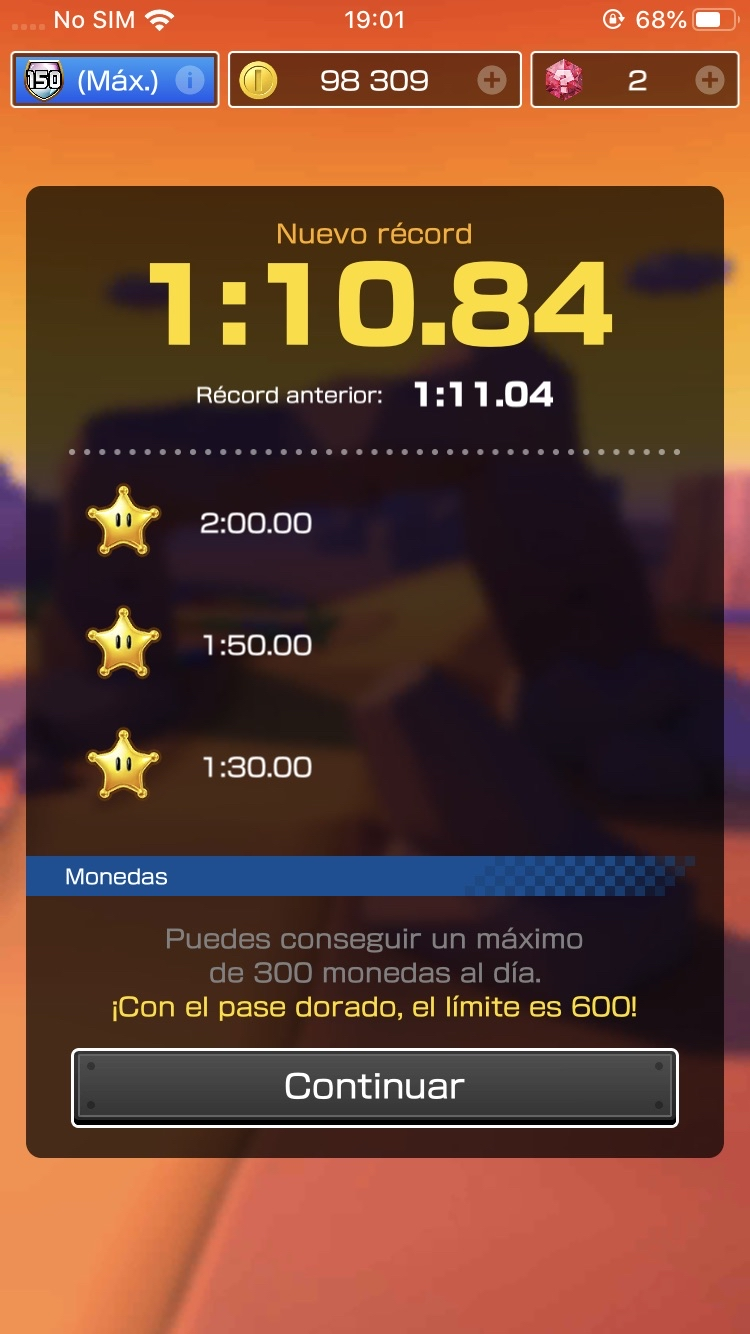 No SIM 19:01 68%
150 (Máx.) i 98 309 + 2 +
Nuevo récord
1:10.84
Récord anterior: 1:11.04
2:00.00
1:50.00
1:30.00
Monedas
Puedes conseguir un máximo
de 300 monedas al día.
¡Con el pase dorado, el límite es 600!
Continuar